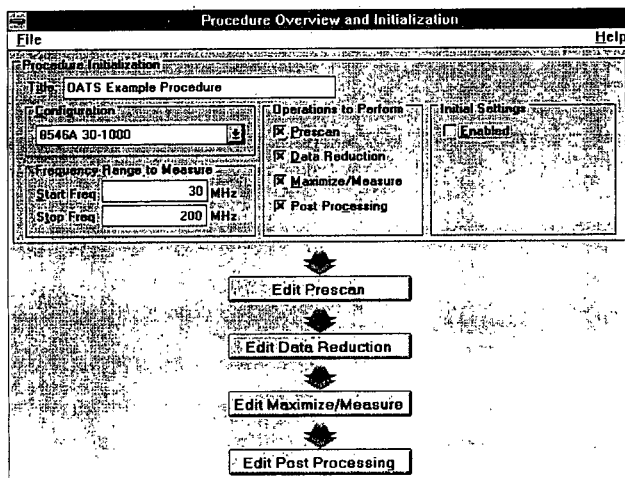 Procedure Overview and Initialization
File Help
Procedure Initialization
Title OATS Example Procedure
Configuration
8546A 30-1000
Frequency Range to Measure
Start Freq 30 MHz
Stop Freq 200 MHz
Operations to Perform
Prescan
Data Reduction
Maximize/Measure
Post Processing
Initial Settings
Enabled
Edit Prescan
Edit Data Reduction
Edit Maximize/Measure
Edit Post Processing